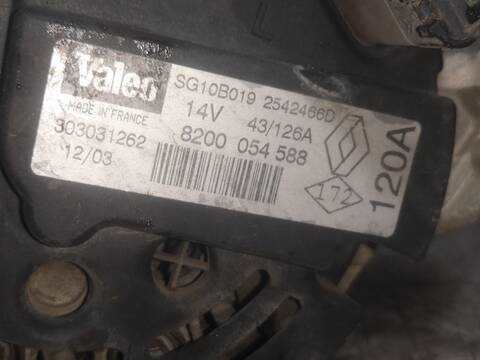 Valeo SG10B019 2542466D
MADE IN FRANCE 14V 43/126A
303031262 8200 054 588
12/03
172
120A
L